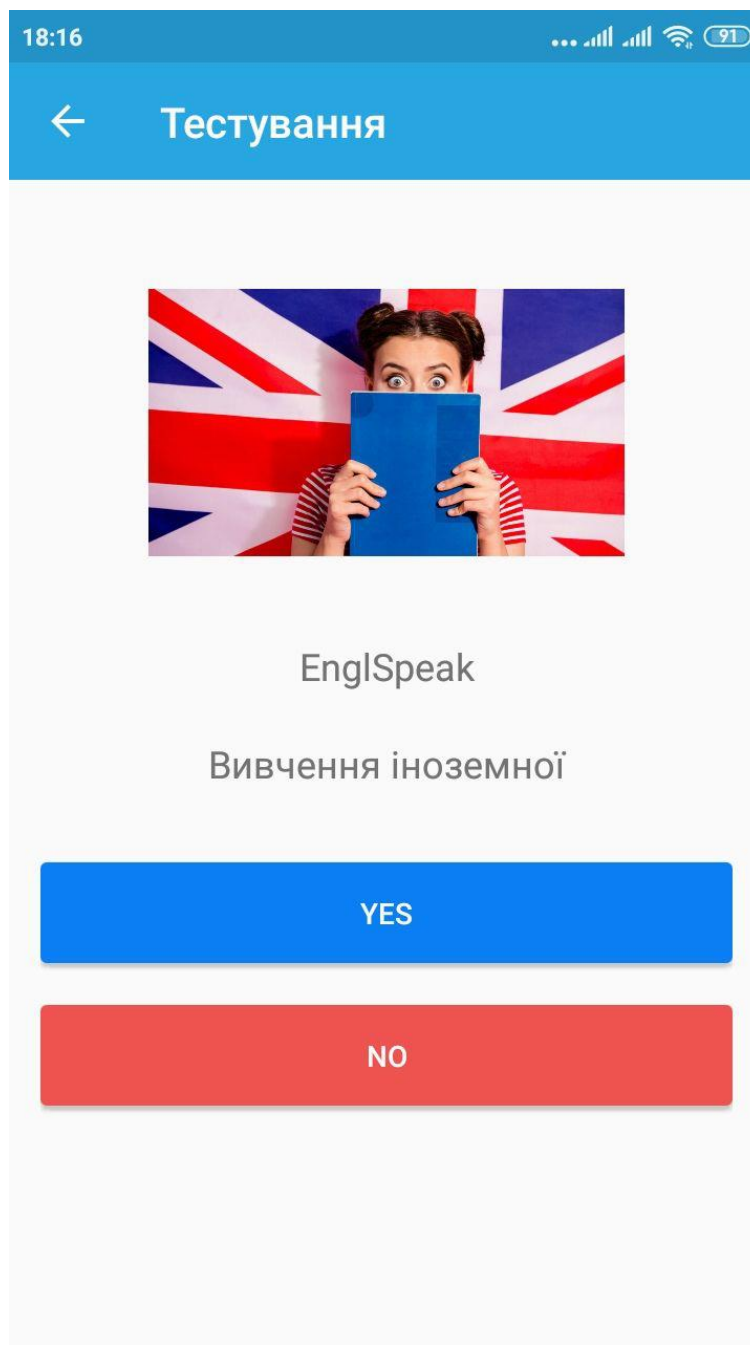 18:16
91
Тестування
EnglSpeak
Вивчення іноземної
YES
NO